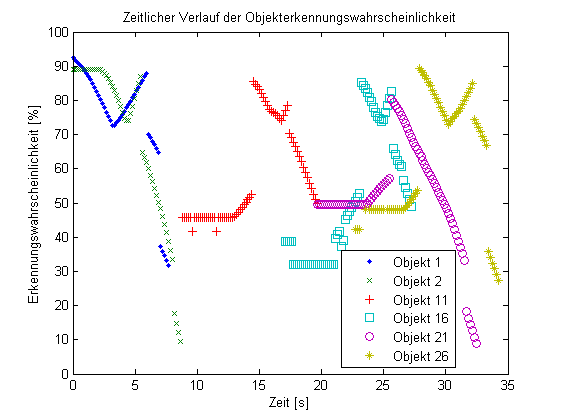 Zeitlicher Verlauf der Objekterkennungswahrscheinlichkeit
Erkennungswahrscheinlichkeit [%]
100
90
80
70
60
50
40
30
20
10
0
0 5 10 15 20 25 30 35
Zeit [s]
Objekt 1
Objekt 2
Objekt 11
Objekt 16
Objekt 21
Objekt 26